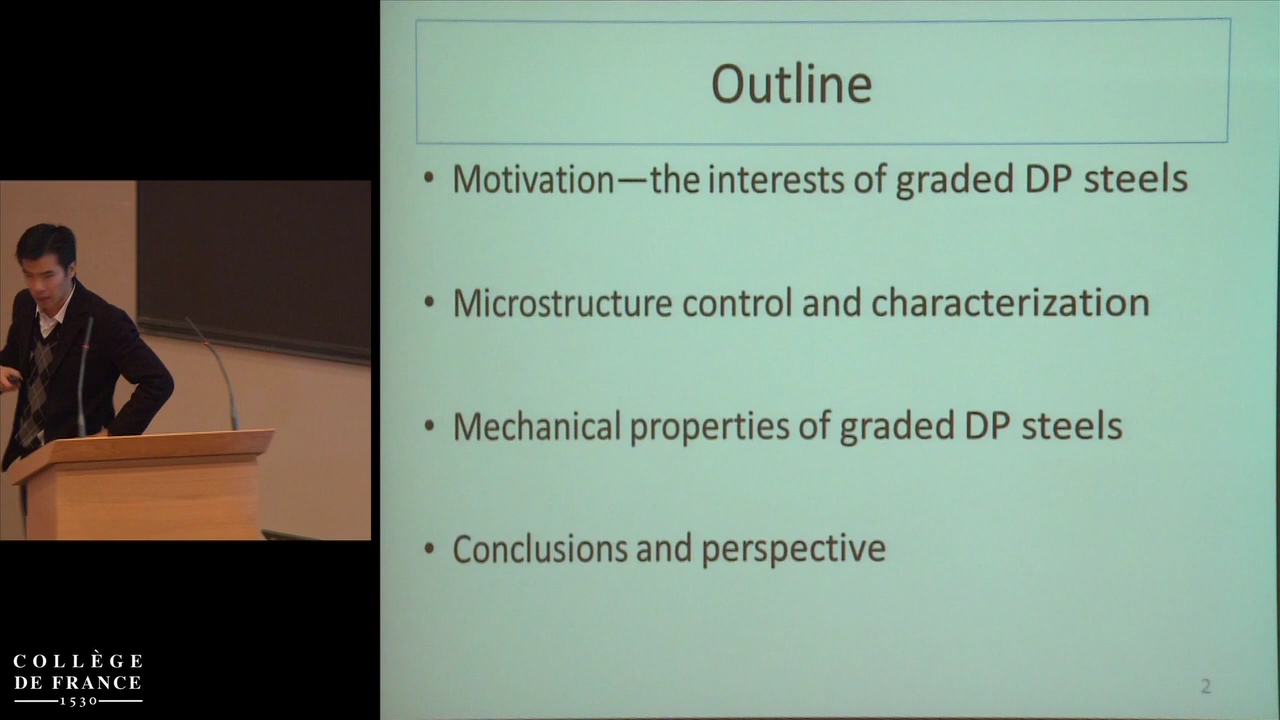 Outline
• Motivation—the interests of graded DP steels
• Microstructure control and characterization
• Mechanical properties of graded DP steels
• Conclusions and perspective
2
COLLÈGE
DE FRANCE
1530